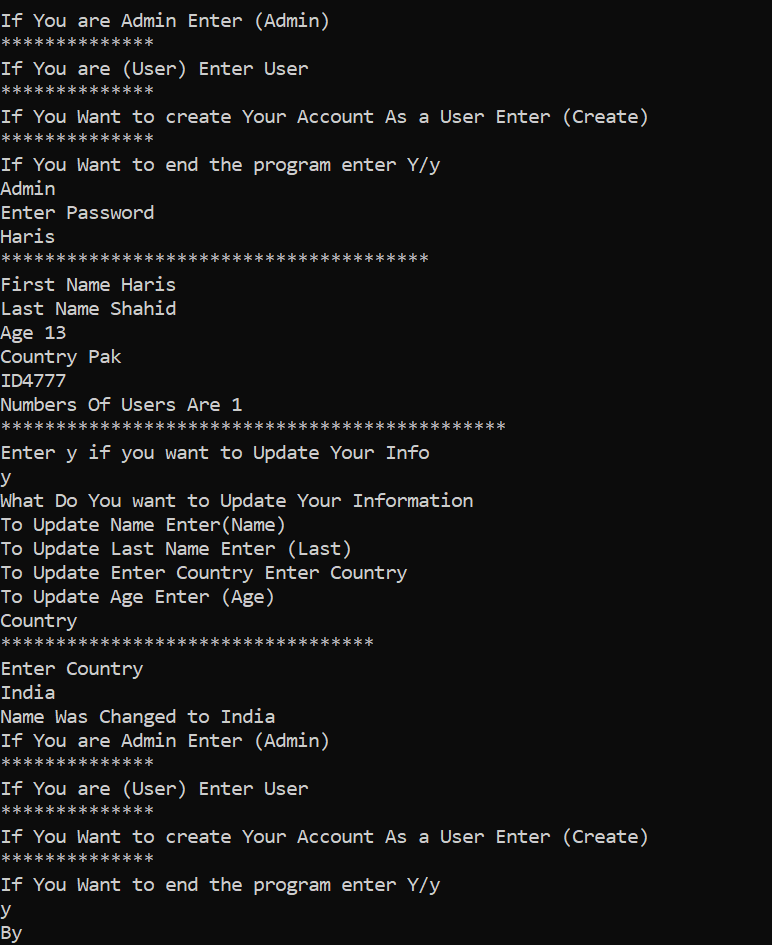 If You are Admin Enter (Admin)
**************
If You are (User) Enter User
**************
If You Want to create Your Account As a User Enter (Create)
**************
If You Want to end the program enter Y/y
Admin
Enter Password
Haris
***************************************
First Name Haris
Last Name Shahid
Age 13
Country Pak
ID4777
Numbers Of Users Are 1
**********************************************
Enter y if you want to Update Your Info
y
What Do You want to Update Your Information
To Update Name Enter(Name)
To Update Last Name Enter (Last)
To Update Enter Country Enter Country
To Update Age Enter (Age)
Country
**********************************
Enter Country
India
Name Was Changed to India
If You are Admin Enter (Admin)
**************
If You are (User) Enter User
**************
If You Want to create Your Account As a User Enter (Create)
**************
If You Want to end the program enter Y/y
y
By